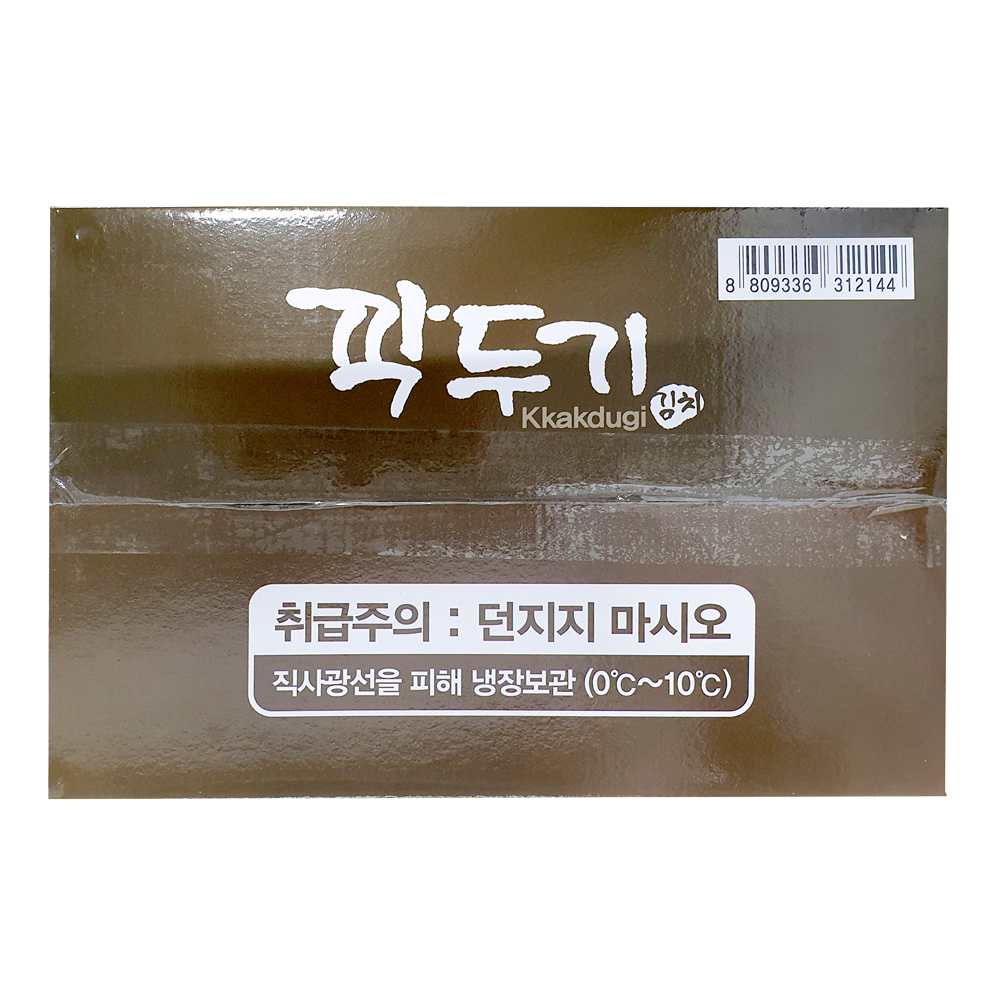 8 809336 312144
깍두기
Kkakdugi 김치
취급주의 : 던지지 마시오
직사광선을 피해 냉장보관 (0℃~10℃)